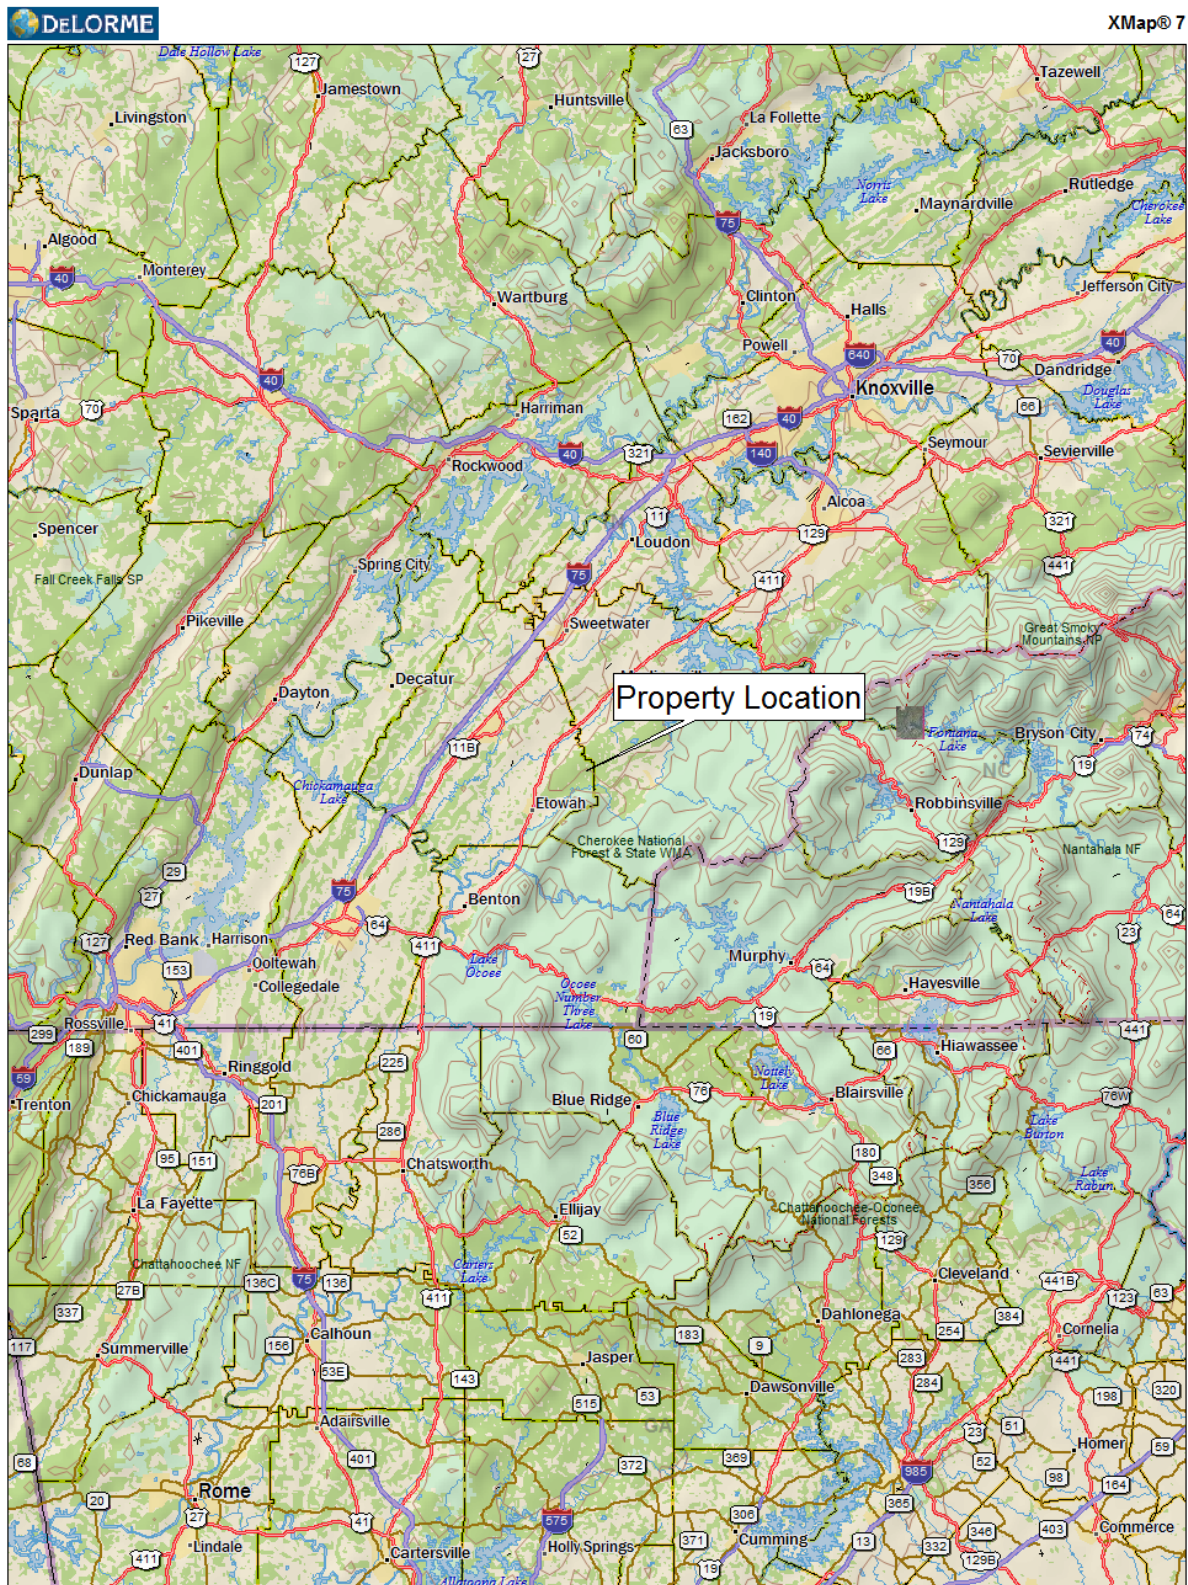 DELORME
XMap® 7
Dale Hollow Lake
127
27
Tazewell
Jamestown
Huntsville
Livingston
La Follette
63
Jacksboro
Norris
Lake
Rutledge
Maynardville
Cherokee
Lake
75
Algood
Monterey
40
Jefferson City
Wartburg
Clinton
Halls
Powell
640
40
70
Dandridge
40
Knoxville
Douglas
Lake
Sparta
70
Harriman
162
40
66
Seymour
Sevierville
321
140
40
Rockwood
Alcoa
11
Spencer
129
321
Loudon
Spring City
441
Fall Creek Falls SP
75
411
Pikeville
Sweetwater
Great Smoky
Mountains NP
Decatur
Dayton
Property Location
Fontana
Lake
Bryson City
74
11B
19
NC
Dunlap
Chickamauga
Lake
Etowah
Robbinsville
Cherokee National
Forest & State WMA
129
Nantahala NF
29
27
75
19B
Benton
Nantahala
Lake
64
64
23
127
Red Bank
Harrison
411
Murphy
Lake
Ocoee
64
Ooltewah
153
Collegedale
Ocoee
Number
Three
Lake
Hayesville
19
Rossville
41
299
441
189
401
225
60
66
Hiawassee
Ringgold
59
Nottely
Lake
76
Trenton
Chickamauga
201
Blue Ridge
Blairsville
76W
Blue
Ridge
Lake
Lake
Burton
286
95
151
76B
Chatsworth
180
348
356
Lake
Rabun
La Fayette
Ellijay
Chattahoochee-Oconee
National Forests
52
129
Chattahoochee NF
Carters
Lake
136C
75
136
Cleveland
441B
27B
411
123
63
337
Dahlonega
384
Cornelia
117
156
Calhoun
183
9
254
Summerville
Jasper
283
441
53E
143
284
Dawsonville
198
320
515
53
Adairsville
51
GA
23
Homer
59
68
401
372
369
52
985
98
164
Rome
20
365
27
41
575
306
346
403
Commerce
Lindale
371
Cumming
13
332
411
Cartersville
Holly Springs
129B
19
Allatoona Lake